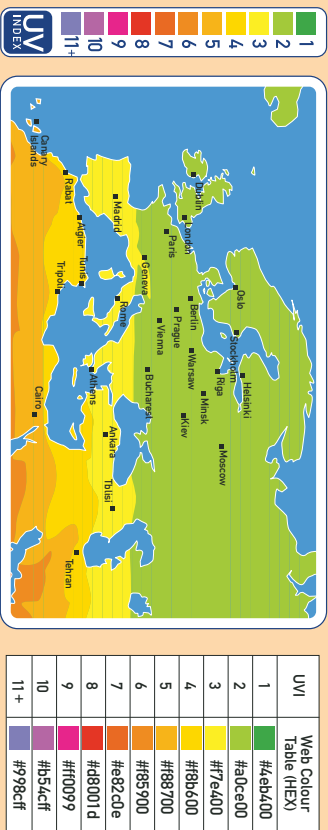 UV
INDEX
11+
10
9
8
7
6
5
4
3
2
1
Oslo
Helsinki
Stockholm
Riga
Moscow
Dublin
London
Berlin
Warsaw
Minsk
Kiev
Paris
Prague
Vienna
Geneva
Bucharest
Madrid
Rome
Ankara
Tbilisi
Athens
Algier
Tunis
Tehran
Rabat
Tripoli
Canary
Islands
Cairo
UVI Web Colour
Table (HEX)
1 #4eb400
2 #a0ce00
3 #f7e400
4 #f8b600
5 #f88700
6 #f85900
7 #e82c0e
8 #d8001d
9 #ff0099
10 #b54cff
11+ #998cff